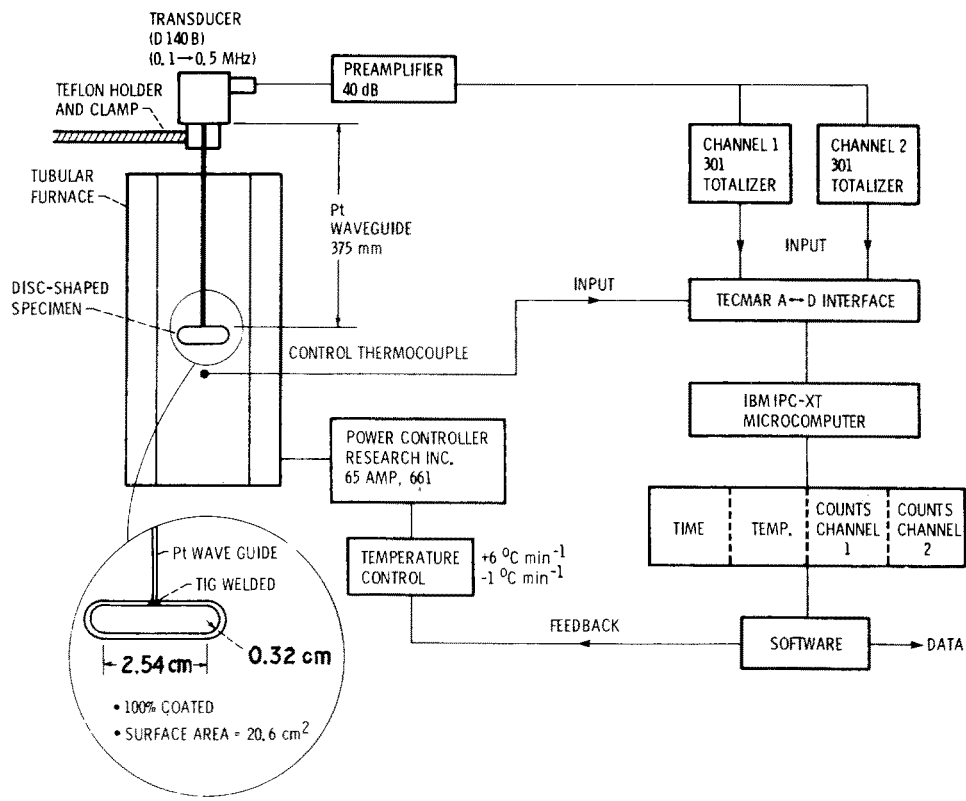 TRANSDUCER
(D 140 B)
(0.1→0.5 MHz)
TEFLON HOLDER
AND CLAMP
PREAMPLIFIER
40 dB
CHANNEL 1
301
TOTALIZER
CHANNEL 2
301
TOTALIZER
TUBULAR
FURNACE
Pt
WAVEGUIDE
375 mm
INPUT
DISC-SHAPED
SPECIMEN
INPUT
TECMAR A↔D INTERFACE
CONTROL THERMOCOUPLE
IBM IPC-XT
MICROCOMPUTER
POWER CONTROLLER
RESEARCH INC.
65 AMP, 661
TIME
TEMP.
COUNTS
CHANNEL
1
COUNTS
CHANNEL
2
TEMPERATURE
CONTROL
+6 °C min⁻¹
-1 °C min⁻¹
Pt WAVE GUIDE
TIG WELDED
FEEDBACK
SOFTWARE
DATA
2.54 cm
0.32 cm
• 100% COATED
• SURFACE AREA = 20.6 cm²